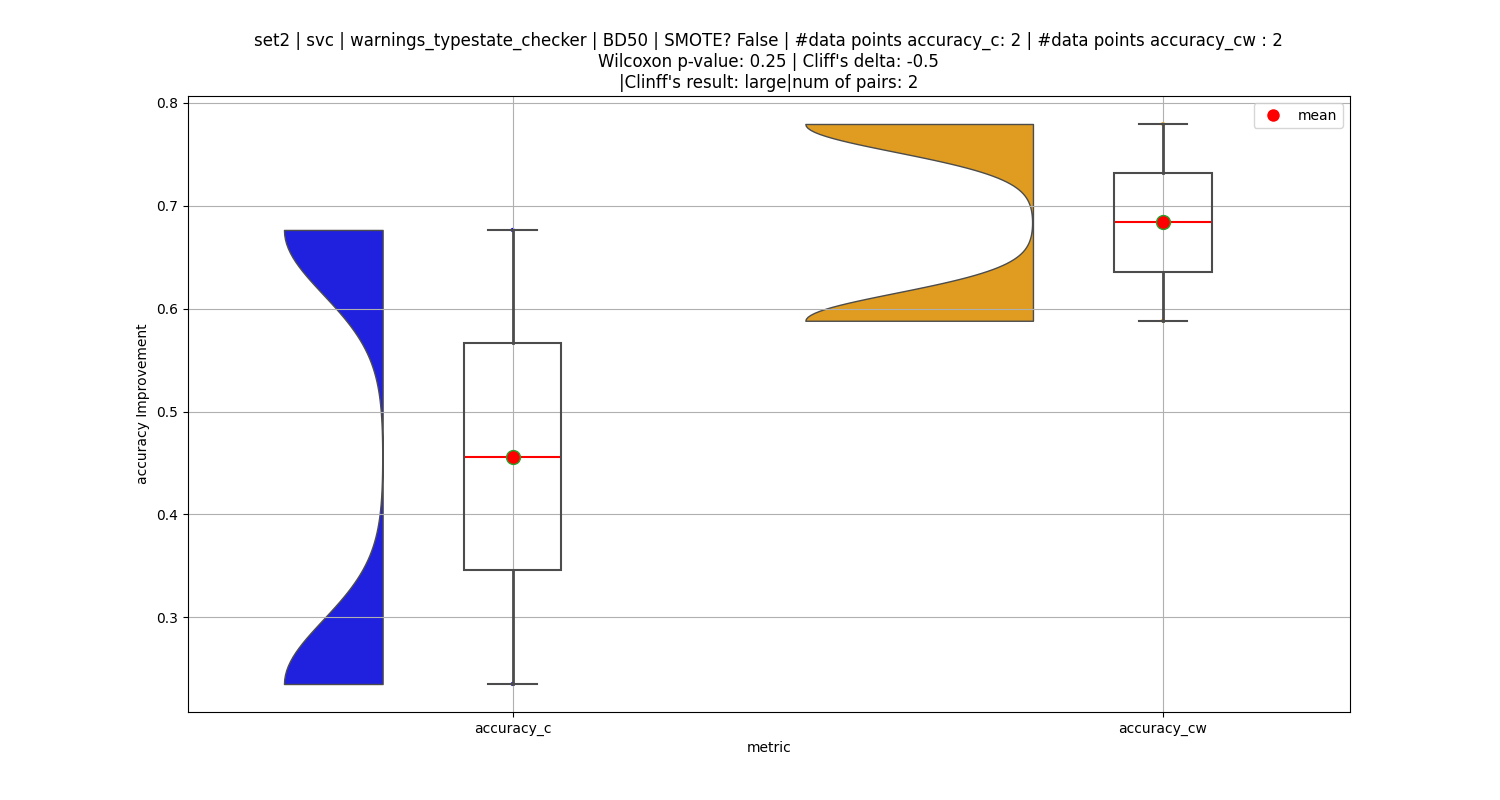 set2 | svc | warnings_typestate_checker | BD50 | SMOTE? False | #data points accuracy_c: 2 | #data points accuracy_cw : 2
Wilcoxon p-value: 0.25 | Cliff's delta: -0.5
|Clinff's result: large|num of pairs: 2
mean
0.8
0.7
0.6
0.5
0.4
0.3
accuracy Improvement
accuracy_c
accuracy_cw
metric